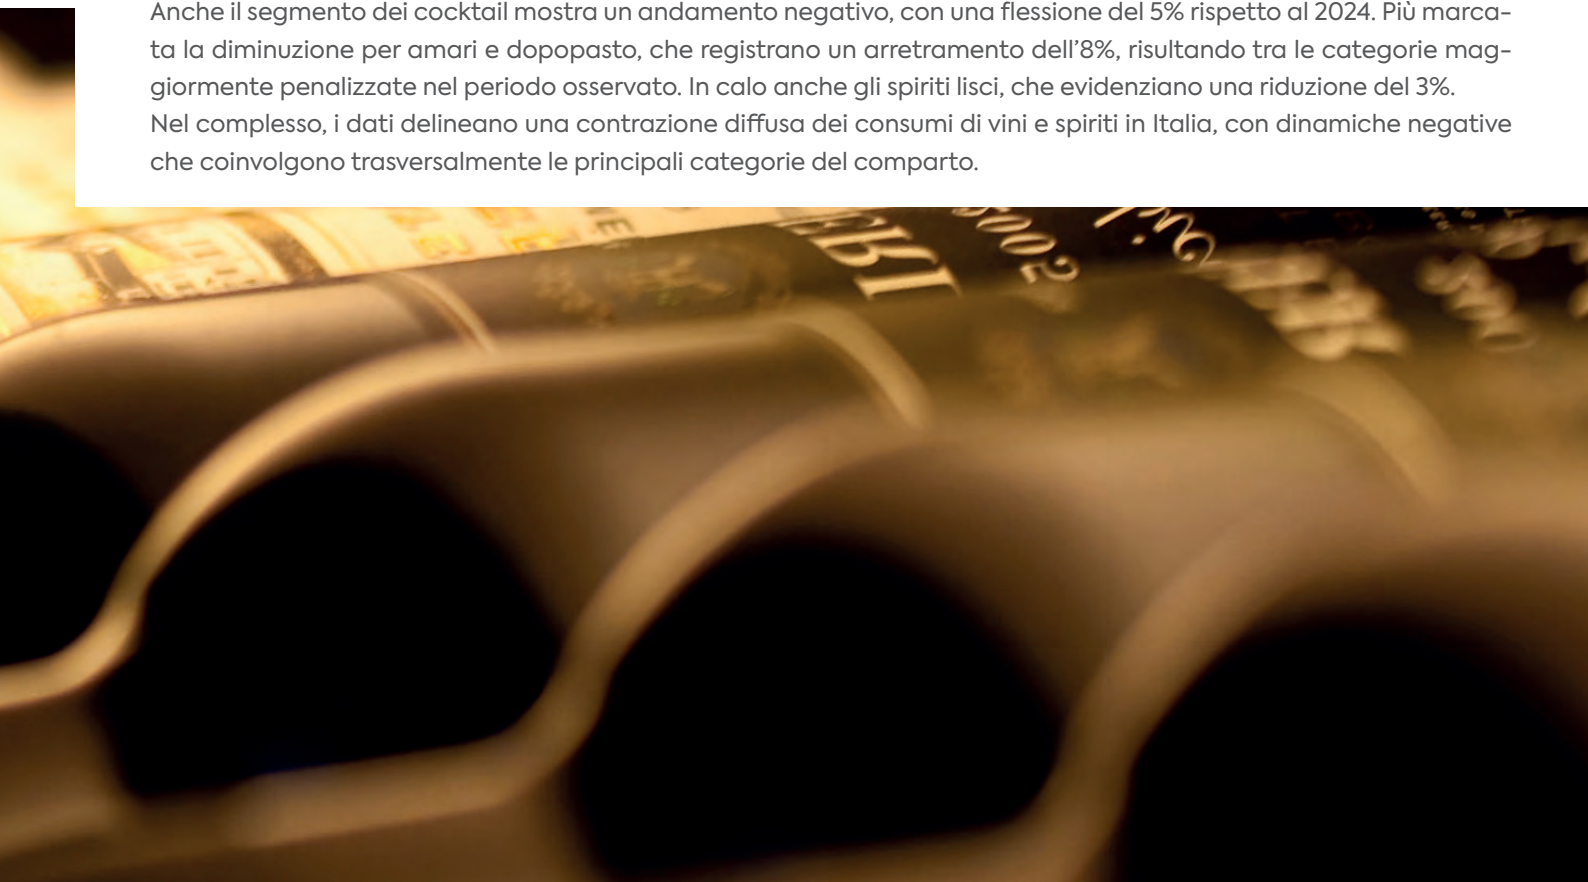 Anche il segmento dei cocktail mostra un andamento negativo, con una flessione del 5% rispetto al 2024. Più marca-
ta la diminuzione per amari e dopopasto, che registrano un arretramento dell’8%, risultando tra le categorie mag-
giormente penalizzate nel periodo osservato. In calo anche gli spiriti lisci, che evidenziano una riduzione del 3%.
Nel complesso, i dati delineano una contrazione diffusa dei consumi di vini e spiriti in Italia, con dinamiche negative
che coinvolgono trasversalmente le principali categorie del comparto.